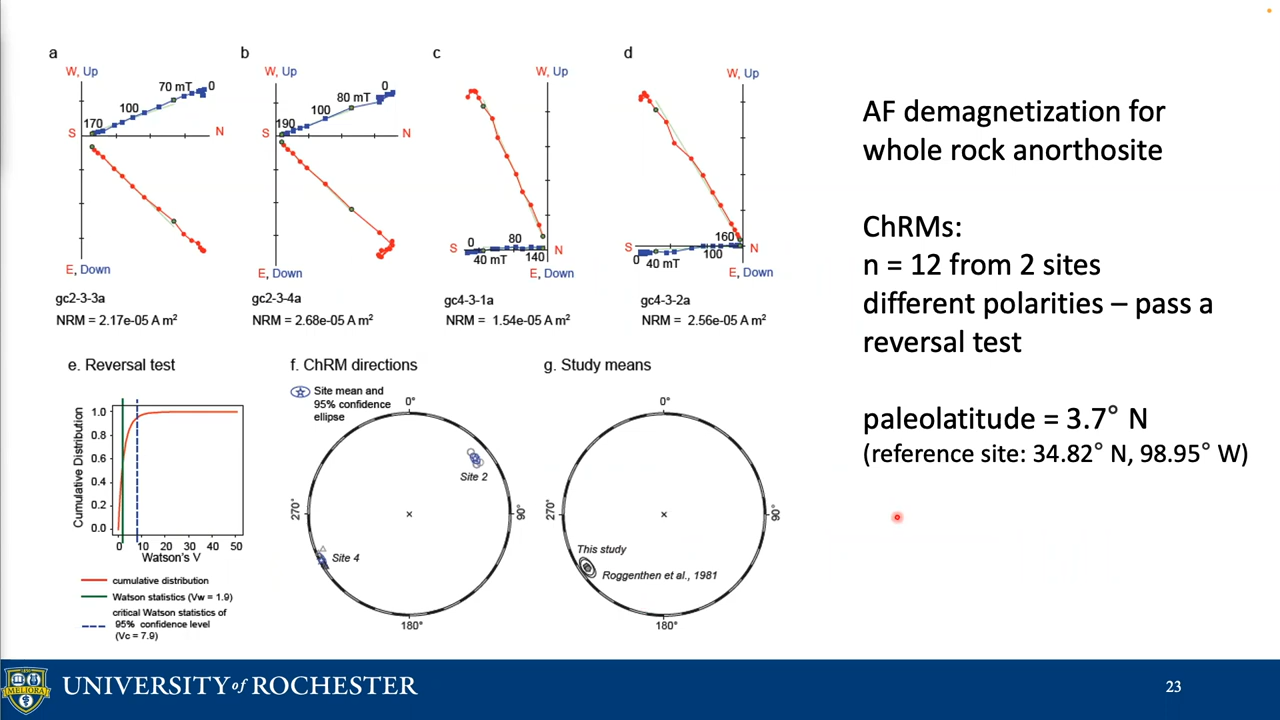 a
W, Up
70 mT
0
100
170
S
N
E, Down
gc2-3-3a
NRM = 2.17e-05 A m²
b
W, Up
0
80 mT
100
190
S
N
E, Down
gc2-3-4a
NRM = 2.68e-05 A m²
c
W, Up
S
0
80
N
40 mT
140
E, Down
gc4-3-1a
NRM = 1.54e-05 A m²
d
W, Up
160
S
N
0
40 mT
100
E, Down
gc4-3-2a
NRM = 2.56e-05 A m²
e. Reversal test
Cumulative Distribution
1.0
0.8
0.6
0.4
0.2
0.0
0 10 20 30 40 50
Watson's V
cumulative distribution
Watson statistics (Vw = 1.9)
critical Watson statistics of
95% confidence level
(Vc = 7.9)
f. ChRM directions
Site mean and
95% confidence
ellipse
0°
Site 2
270°
90°
Site 4
180°
g. Study means
0°
270°
90°
This study
Roggenthen et al., 1981
180°
AF demagnetization for
whole rock anorthosite
ChRMs:
n = 12 from 2 sites
different polarities – pass a
reversal test
paleolatitude = 3.7° N
(reference site: 34.82° N, 98.95° W)
MELIORA
UNIVERSITY of ROCHESTER
23